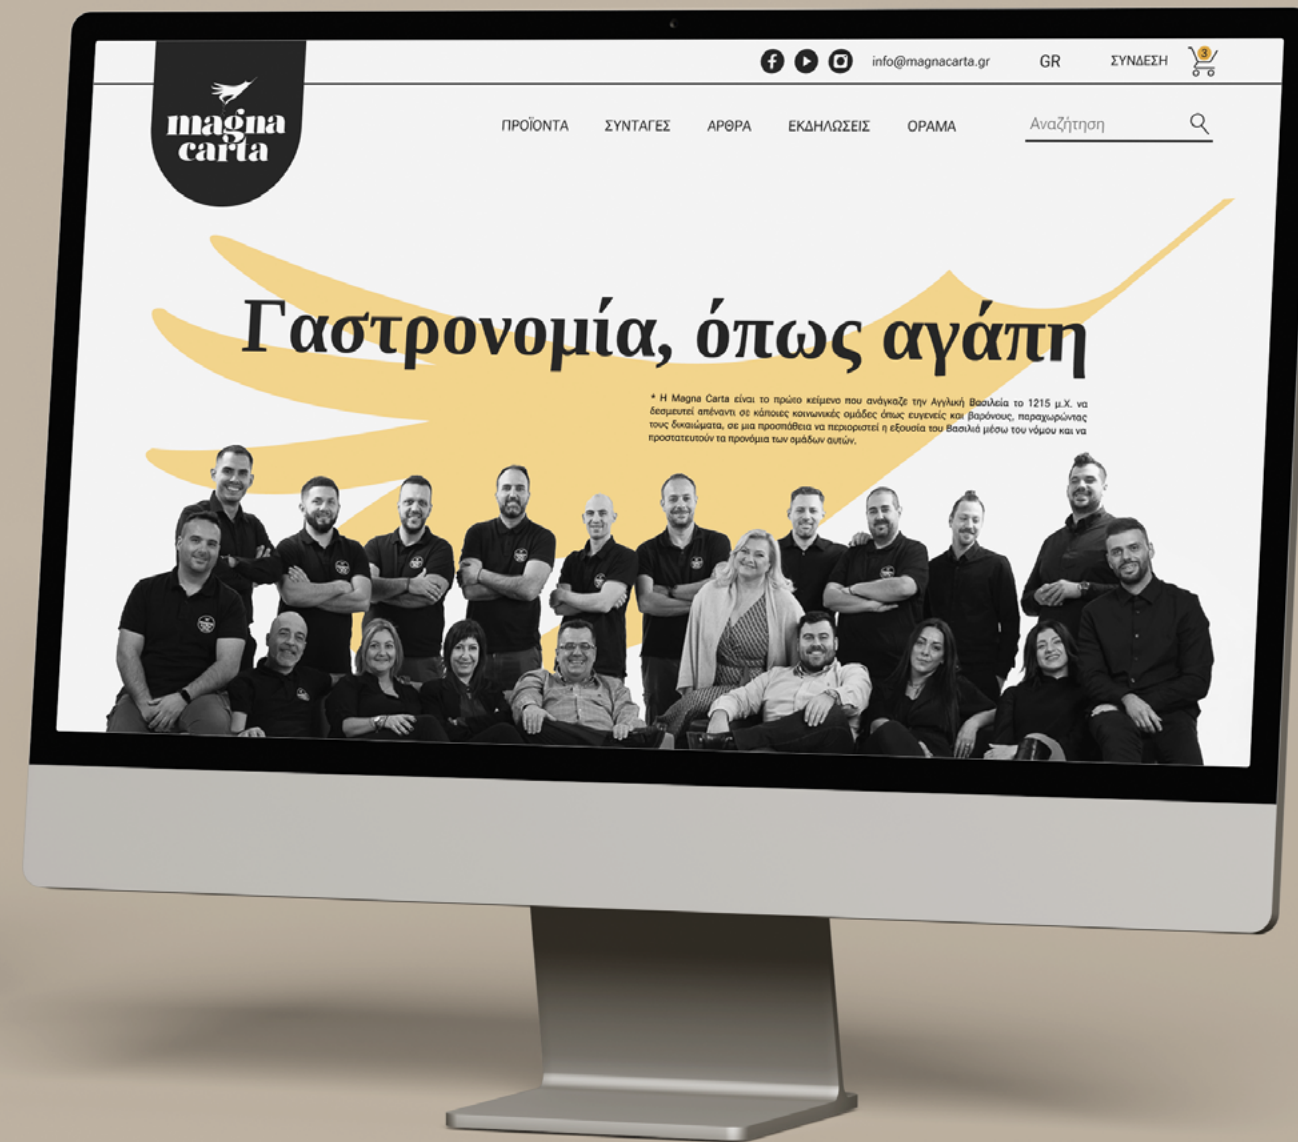 magna
carta
info@magnacarta.gr
GR
ΣΥΝΔΕΣΗ
3
ΠΡΟΪΟΝΤΑ
ΣΥΝΤΑΓΕΣ
ΑΡΘΡΑ
ΕΚΔΗΛΩΣΕΙΣ
ΟΡΑΜΑ
Αναζήτηση
Γαστρονομία, όπως αγάπη
* Η Magna Carta είναι το πρώτο κείμενο που ανάγκαζε την Αγγλική Βασιλεία το 1215 μ.Χ. να
δεσμευτεί απέναντι σε κάποιες κοινωνικές ομάδες όπως ευγενείς και βαρόνους, παραχωρώντας
τους δικαιώματα, σε μια προσπάθεια να περιοριστεί η εξουσία του Βασιλιά μέσω του νόμου και να
προστατευτούν τα προνόμια των ομάδων αυτών.